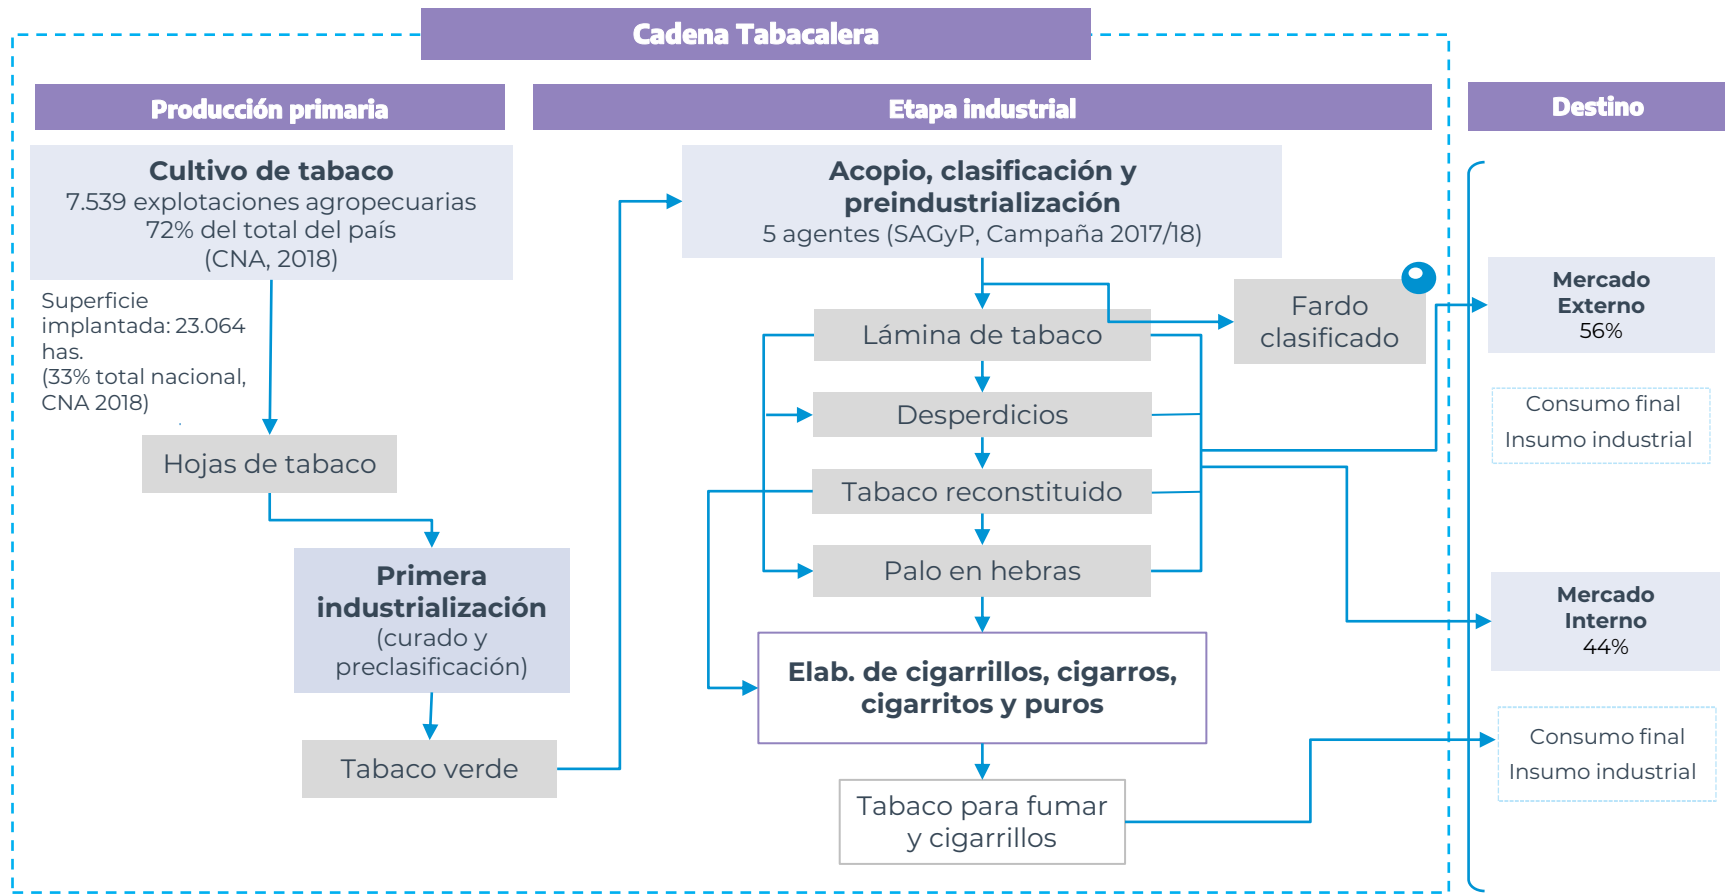 Cadena Tabacalera
Producción primaria
Cultivo de tabaco
7.539 explotaciones agropecuarias
72% del total del país
(CNA, 2018)
Superficie
implantada: 23.064
has.
(33% total nacional,
CNA 2018)
Hojas de tabaco
Primera
industrialización
(curado y
preclasificación)
Tabaco verde
Etapa industrial
Acopio, clasificación y
preindustrialización
5 agentes (SAGyP, Campaña 2017/18)
Fardo
clasificado
Lámina de tabaco
Desperdicios
Tabaco reconstituido
Palo en hebras
Elab. de cigarrillos, cigarros,
cigarritos y puros
Tabaco para fumar
y cigarrillos
Destino
Mercado
Externo
56%
Consumo final
Insumo industrial
Mercado
Interno
44%
Consumo final
Insumo industrial